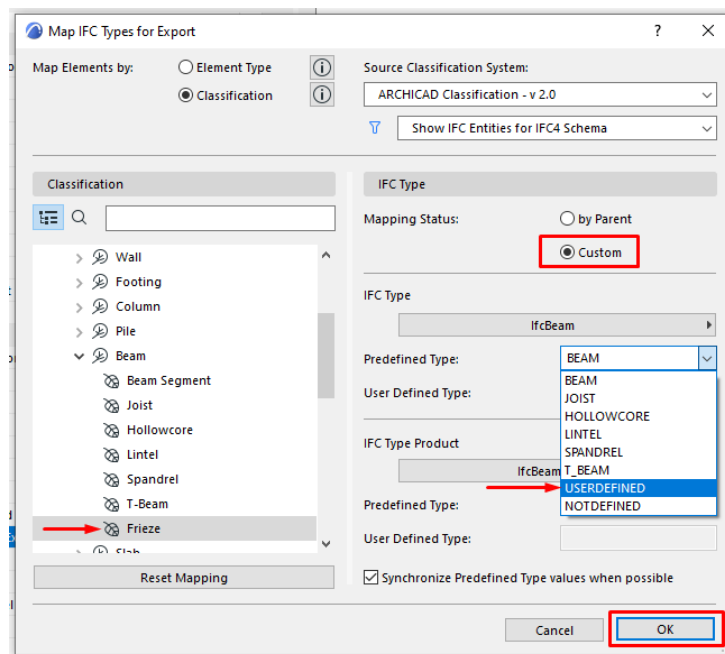 Map IFC Types for Export
? X
Map Elements by:
Element Type
Classification
Source Classification System:
ARCHICAD Classification - v 2.0
Show IFC Entities for IFC4 Schema
Classification
Wall
Footing
Column
Pile
Beam
Beam Segment
Joist
Hollowcore
Lintel
Spandrel
T-Beam
Frieze
Slab
Reset Mapping
IFC Type
Mapping Status:
by Parent
Custom
IFC Type
IfcBeam
Predefined Type:
BEAM
BEAM
JOIST
HOLLOWCORE
LINTEL
SPANDREL
T_BEAM
USERDEFINED
NOTDEFINED
User Defined Type:
IFC Type Product
IfcBeam
Predefined Type:
User Defined Type:
Synchronize Predefined Type values when possible
Cancel
OK